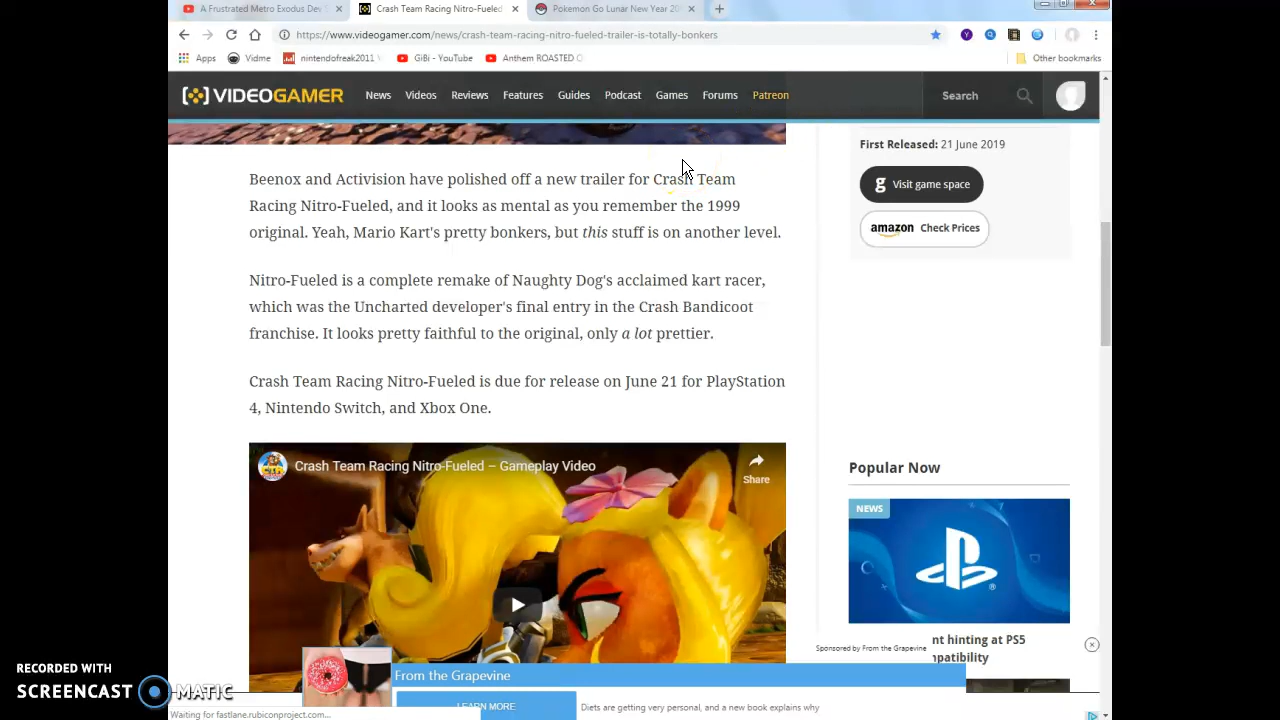 A Frustrated Metro Exodus Dev
Crash Team Racing Nitro-Fueled
Pokemon Go Lunar New Year 20
https://www.videogamer.com/news/crash-team-racing-nitro-fueled-trailer-is-totally-bonkers
Apps
Vidme
nintendofreak2011
GiBi - YouTube
Anthem ROASTED
Other bookmarks
VIDEOGAMER
News
Videos
Reviews
Features
Guides
Podcast
Games
Forums
Patreon
Search
Beenox and Activision have polished off a new trailer for Crash Team
Racing Nitro-Fueled, and it looks as mental as you remember the 1999
original. Yeah, Mario Kart's pretty bonkers, but this stuff is on another level.
Nitro-Fueled is a complete remake of Naughty Dog's acclaimed kart racer,
which was the Uncharted developer's final entry in the Crash Bandicoot
franchise. It looks pretty faithful to the original, only a lot prettier.
Crash Team Racing Nitro-Fueled is due for release on June 21 for PlayStation
4, Nintendo Switch, and Xbox One.
Crash Team Racing Nitro-Fueled – Gameplay Video
Share
First Released: 21 June 2019
g Visit game space
amazon Check Prices
Popular Now
NEWS
nt hinting at PS5
patibility
Sponsored by From the Grapevine
From the Grapevine
LEARN MORE
Diets are getting very personal, and a new book explains why
Waiting for fastlane.rubiconproject.com...
RECORDED WITH
SCREENCAST MATIC